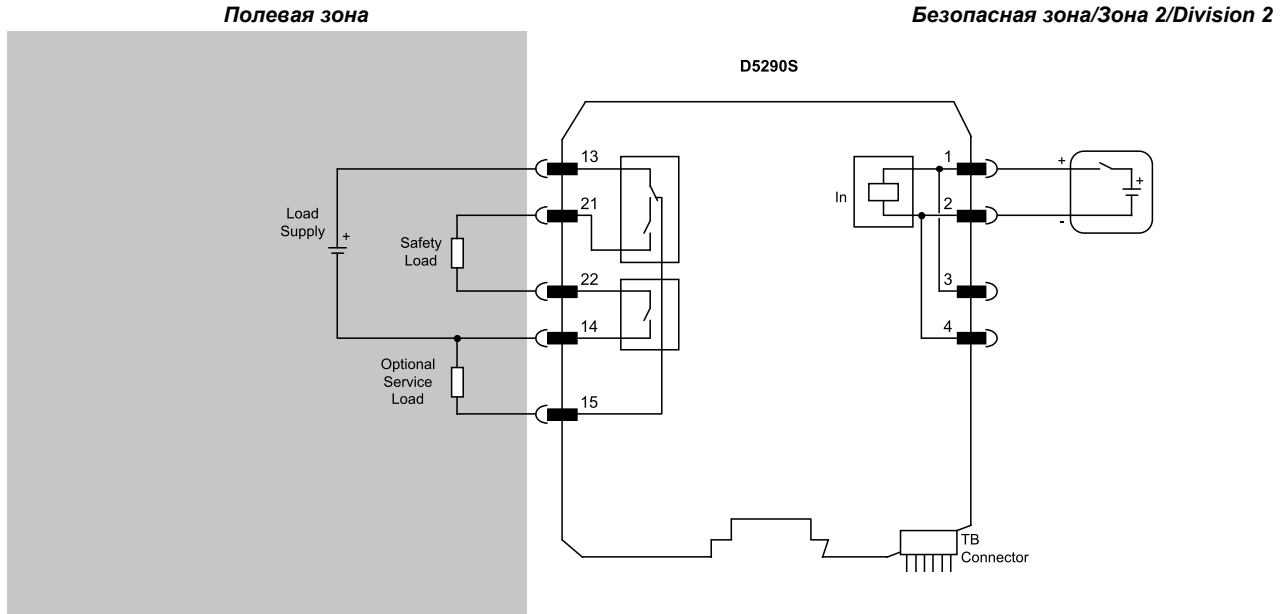 Полевая зона
Безопасная зона/Зона 2/Division 2
D5290S
13
21
22
14
15
Load
Supply
+
Safety
Load
Optional
Service
Load
In
1
2
3
4
+
-
+
TB
Connector